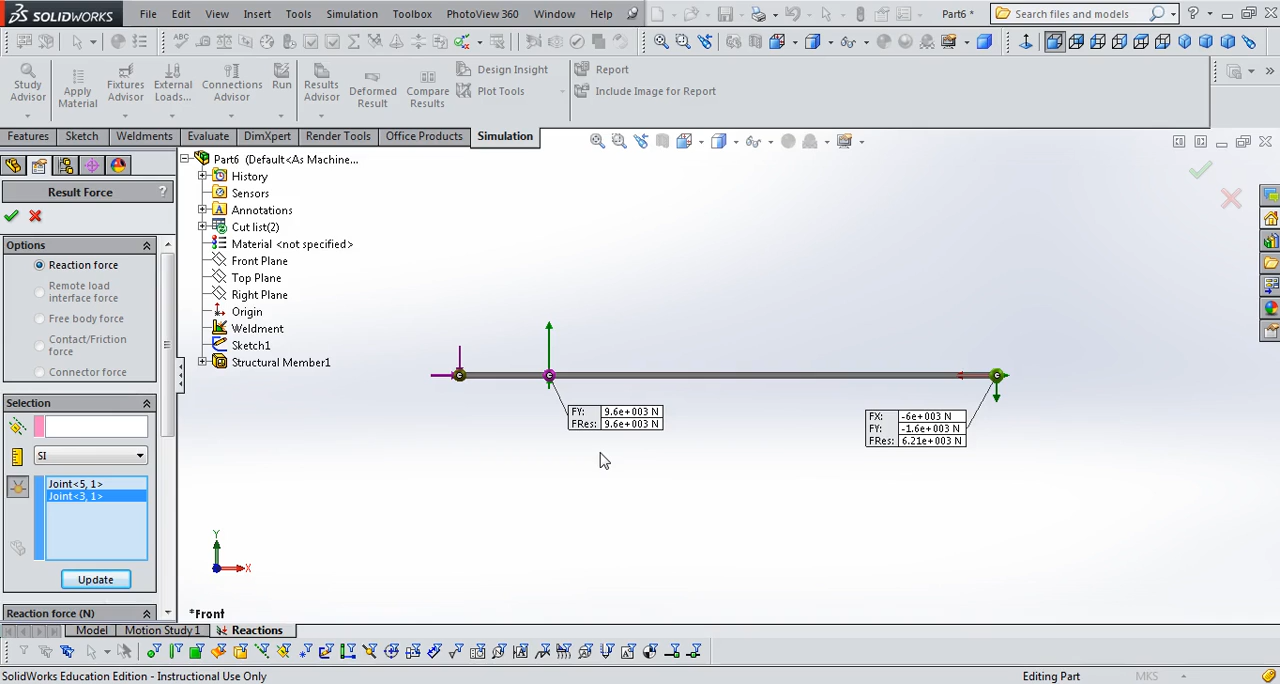 SOLIDWORKS File Edit View Insert Tools Simulation Toolbox PhotoView 360 Window Help Part6 * Search files and models
Study Advisor
Apply Material
Fixtures Advisor
External Loads...
Connections Advisor
Run
Results Advisor
Deformed Result
Compare Results
Design Insight
Plot Tools
Report
Include Image for Report
Features Sketch Weldments Evaluate DimXpert Render Tools Office Products Simulation
Result Force ?
Options
Reaction force
Remote load interface force
Free body force
Contact/Friction force
Connector force
Selection
SI
Joint<5, 1>
Joint<3, 1>
Update
Reaction force (N)
Part6 (Default<As Machine...
History
Sensors
Annotations
Cut list(2)
Material <not specified>
Front Plane
Top Plane
Right Plane
Origin
Weldment
Sketch1
Structural Member1
FY: 9.6e+003 N
FRes: 9.6e+003 N
FX: -6e+003 N
FY: -1.6e+003 N
FRes: 6.21e+003 N
Y
X
*Front
Model Motion Study 1 Reactions
SolidWorks Education Edition - Instructional Use Only Editing Part MKS